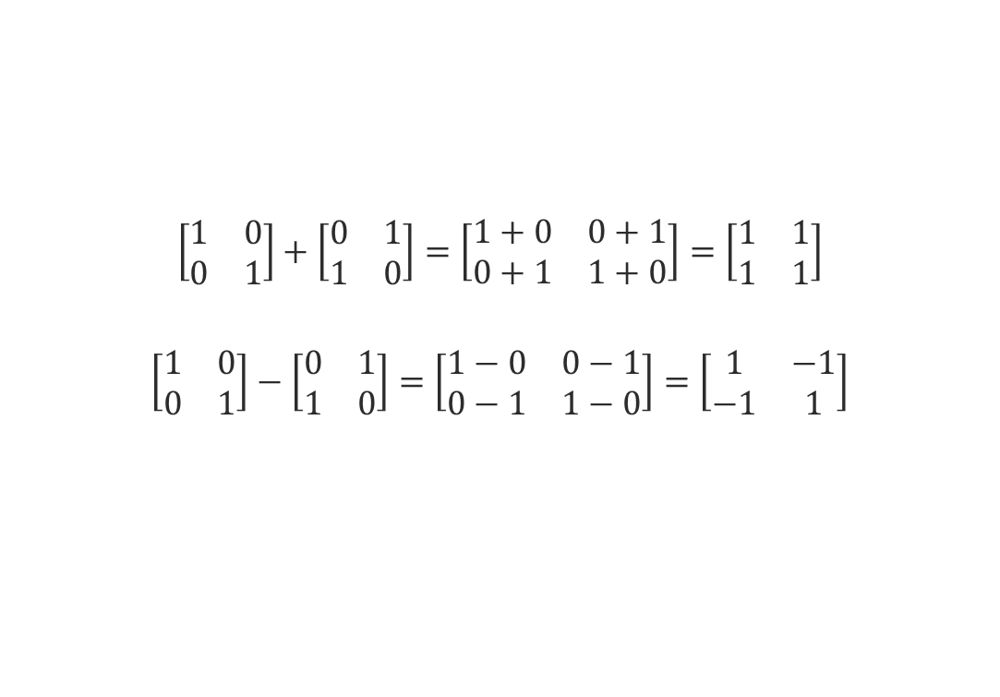 [1 0; 0 1] + [0 1; 1 0] = [1 + 0 0 + 1; 0 + 1 1 + 0] = [1 1; 1 1]
[1 0; 0 1] − [0 1; 1 0] = [1 − 0 0 − 1; 0 − 1 1 − 0] = [1 −1; −1 1]